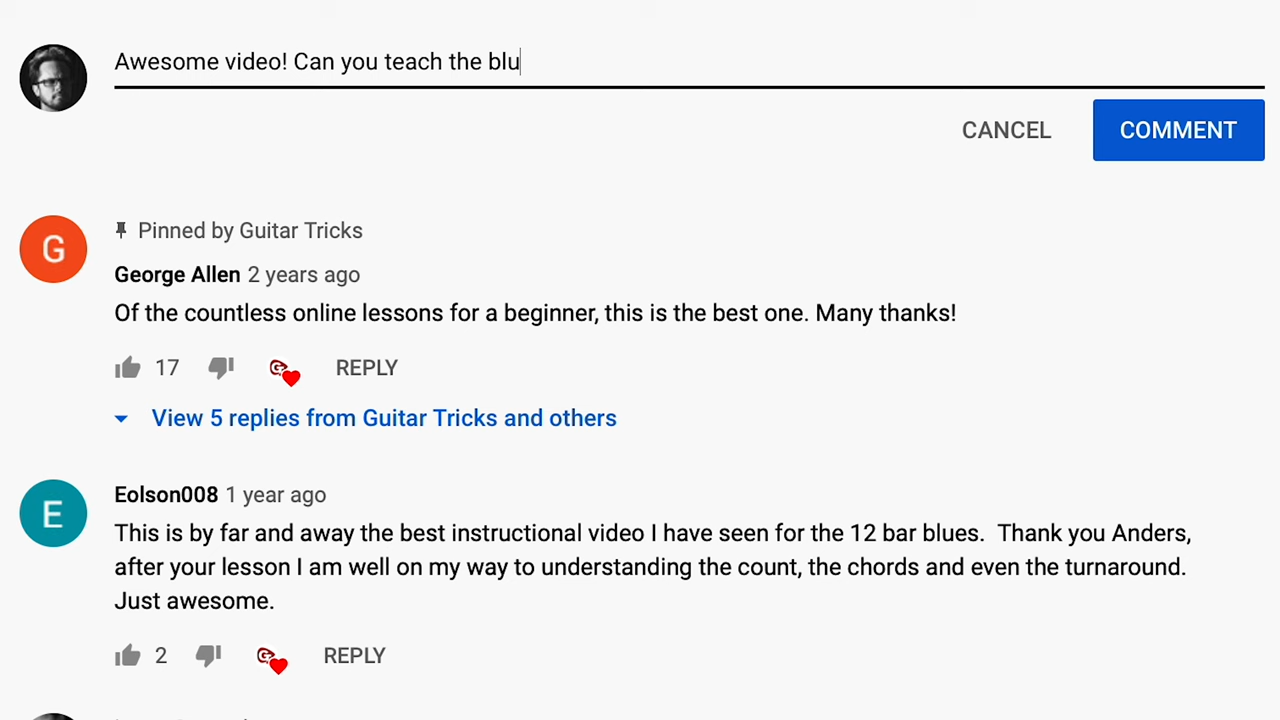 Awesome video! Can you teach the blu
CANCEL
COMMENT
G
Pinned by Guitar Tricks
George Allen 2 years ago
Of the countless online lessons for a beginner, this is the best one. Many thanks!
17
REPLY
View 5 replies from Guitar Tricks and others
E
Eolson008 1 year ago
This is by far and away the best instructional video I have seen for the 12 bar blues.  Thank you Anders,
after your lesson I am well on my way to understanding the count, the chords and even the turnaround.
Just awesome.
2
REPLY